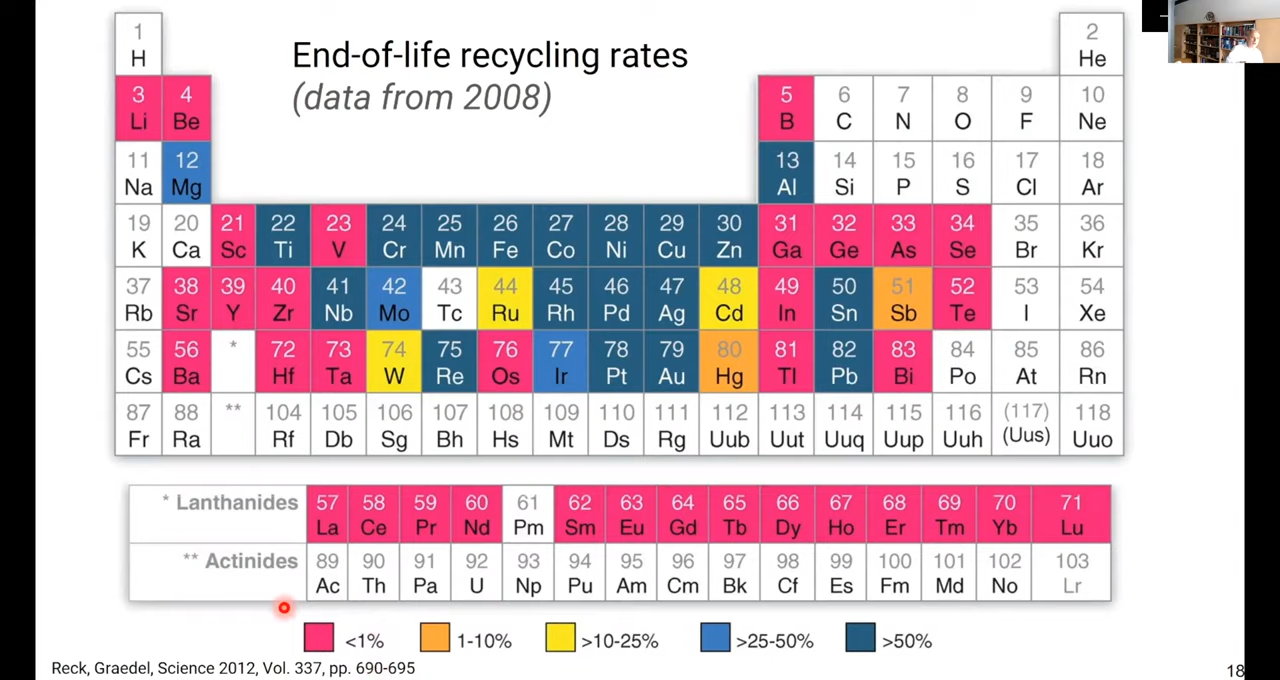 1 2
H He
End-of-life recycling rates
(data from 2008)
3 4 5 6 7 8 9 10
Li Be B C N O F Ne
11 12 13 14 15 16 17 18
Na Mg Al Si P S Cl Ar
19 20 21 22 23 24 25 26 27 28 29 30 31 32 33 34 35 36
K Ca Sc Ti V Cr Mn Fe Co Ni Cu Zn Ga Ge As Se Br Kr
37 38 39 40 41 42 43 44 45 46 47 48 49 50 51 52 53 54
Rb Sr Y Zr Nb Mo Tc Ru Rh Pd Ag Cd In Sn Sb Te I Xe
55 56 * 72 73 74 75 76 77 78 79 80 81 82 83 84 85 86
Cs Ba Hf Ta W Re Os Ir Pt Au Hg Tl Pb Bi Po At Rn
87 88 ** 104 105 106 107 108 109 110 111 112 113 114 115 116 (117) 118
Fr Ra Rf Db Sg Bh Hs Mt Ds Rg Uub Uut Uuq Uup Uuh (Uus) Uuo
* Lanthanides 57 58 59 60 61 62 63 64 65 66 67 68 69 70 71
La Ce Pr Nd Pm Sm Eu Gd Tb Dy Ho Er Tm Yb Lu
** Actinides 89 90 91 92 93 94 95 96 97 98 99 100 101 102 103
Ac Th Pa U Np Pu Am Cm Bk Cf Es Fm Md No Lr
<1% 1-10% >10-25% >25-50% >50%
Reck, Graedel, Science 2012, Vol. 337, pp. 690-695
18